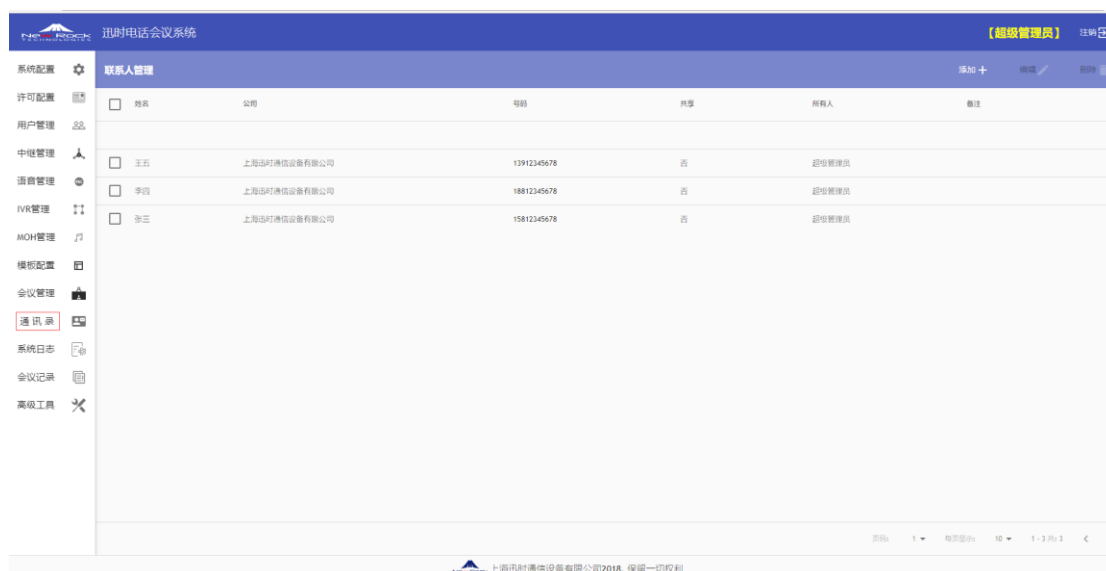 New Rock
TECHNOLOGIES
迅时电话会议系统
【超级管理员】 注销
系统配置
许可配置
用户管理
中继管理
语音管理
IVR管理
MOH管理
模板配置
会议管理
通讯录
系统日志
会议记录
高级工具
联系人管理 添加 编辑 删除
姓名 公司 号码 共享 所有人 备注
王五 上海迅时通信设备有限公司 13912345678 否 超级管理员
李四 上海迅时通信设备有限公司 18812345678 否 超级管理员
张三 上海迅时通信设备有限公司 15812345678 否 超级管理员
页码: 1 10 1 - 3 共: 3
上海迅时通信设备有限公司2018. 保留一切权利